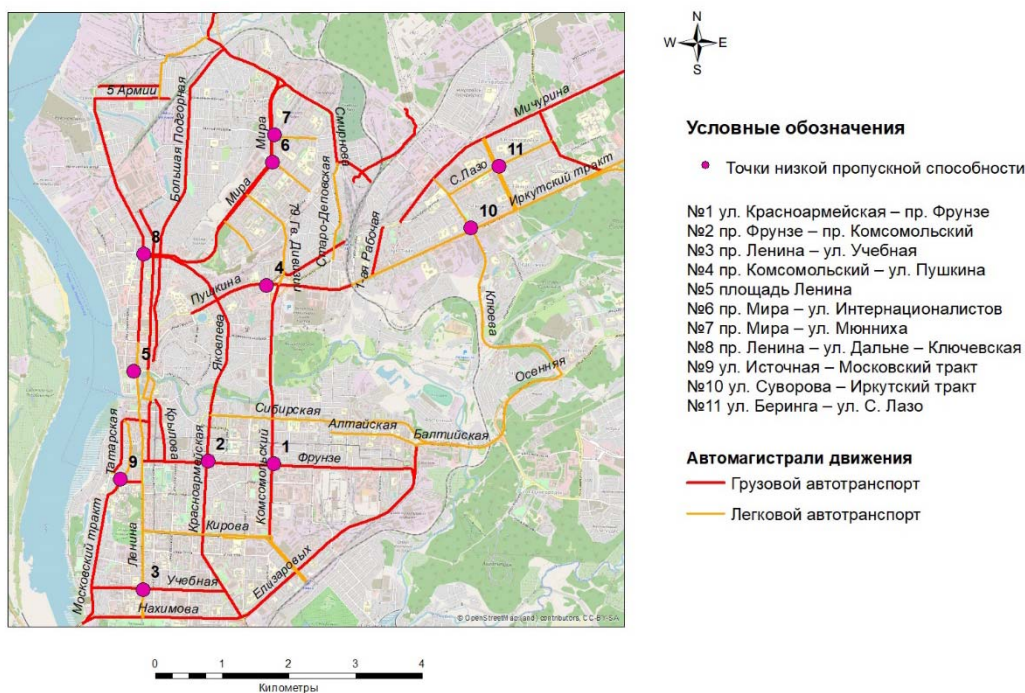 5 Армии
Большая Подгорная
Мира
7
6
Мира
Смирнова
Старо-Деповская
79 Гв. Дивизии
1-ая Рабочая
Мичурина
11
С.Лазо
Иркутский тракт
10
8
4
Пушкина
Клюева
Яковлева
5
Осенняя
Сибирская
Алтайская
Балтийская
Татарская
Крылова
Красноармейская
2
Комсомольский
1
Фрунзе
9
Московский тракт
Ленина
Кирова
3
Учебная
Елизаровых
Нахимова
© OpenStreetMap (and) contributors, CC-BY-SA
0 1 2 3 4
Километры
N
W E
S
Условные обозначения
Точки низкой пропускной способности
№1 ул. Красноармейская – пр. Фрунзе
№2 пр. Фрунзе – пр. Комсомольский
№3 пр. Ленина – ул. Учебная
№4 пр. Комсомольский – ул. Пушкина
№5 площадь Ленина
№6 пр. Мира – ул. Интернационалистов
№7 пр. Мира – ул. Мюнниха
№8 пр. Ленина – ул. Дальне – Ключевская
№9 ул. Источная – Московский тракт
№10 ул. Суворова – Иркутский тракт
№11 ул. Беринга – ул. С. Лазо
Автомагистрали движения
Грузовой автотранспорт
Легковой автотранспорт